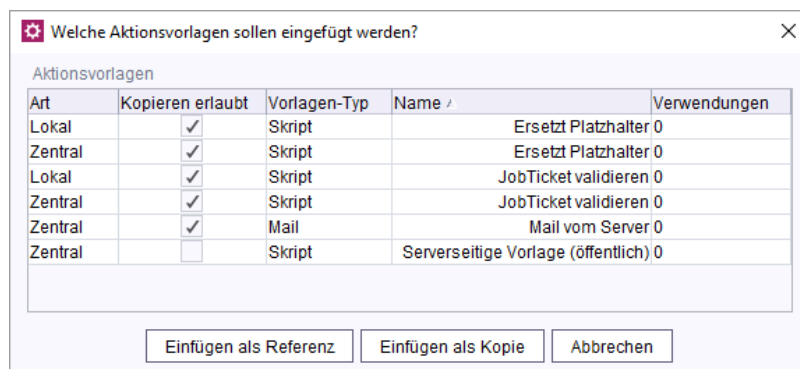 Welche Aktionsvorlagen sollen eingefügt werden?
Aktionsvorlagen
Art Kopieren erlaubt Vorlagen-Typ Name Verwendungen
Lokal Skript Ersetzt Platzhalter 0
Zentral Skript Ersetzt Platzhalter 0
Lokal Skript JobTicket validieren 0
Zentral Skript JobTicket validieren 0
Zentral Mail Mail vom Server 0
Zentral Skript Serverseitige Vorlage (öffentlich) 0
Einfügen als Referenz Einfügen als Kopie Abbrechen